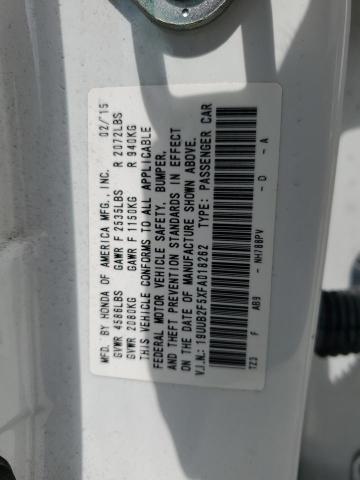 MFD. BY HONDA OF AMERICA MFG., INC. 02/'15
GVWR 4586LBS GAWR F 2535LBS R 2072LBS
GVWR 2080KG GAWR F 1150KG R 940KG
THIS VEHICLE CONFORMS TO ALL APPLICABLE
FEDERAL MOTOR VEHICLE SAFETY, BUMPER,
AND THEFT PREVENTION STANDARDS IN EFFECT
ON THE DATE OF MANUFACTURE SHOWN ABOVE.
V.I.N.: 19UUB2F5XFA018262 TYPE: PASSENGER CAR
TZ3 F AB9 - NH788PV - D - A